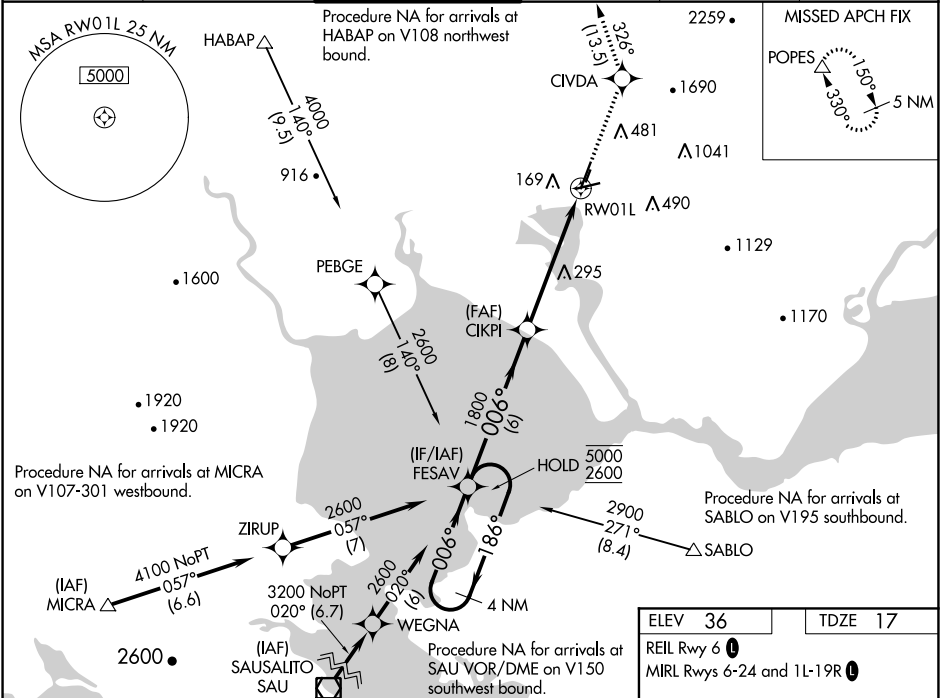 MSA RW01L 25 NM
5000
HABAP
Procedure NA for arrivals at
HABAP on V108 northwest
bound.
4000
140°
(9.5)
916
326°
(13.5)
CIVDA
2259
1690
481
1041
169
RW01L
490
MISSED APCH FIX
POPES
150°
330°
5 NM
1129
1170
295
1600
PEBGE
2600
140°
(8)
(FAF)
CIKPI
1800
006°
(6)
1920
1920
Procedure NA for arrivals at MICRA
on V107-301 westbound.
(IF/IAF)
FESAV
HOLD
5000
2600
Procedure NA for arrivals at
SABLO on V195 southbound.
2900
271°
(8.4)
SABLO
ZIRUP
2600
057°
(7)
4100 NoPT
057°
(6.6)
(IAF)
MICRA
006°
186°
4 NM
2600
020°
(6)
3200 NoPT
020° (6.7)
WEGNA
2600
(IAF)
SAUSALITO
SAU
Procedure NA for arrivals at
SAU VOR/DME on V150
southwest bound.
ELEV 36
TDZE 17
REIL Rwy 6 L
MIRL Rwys 6-24 and 1L-19R L